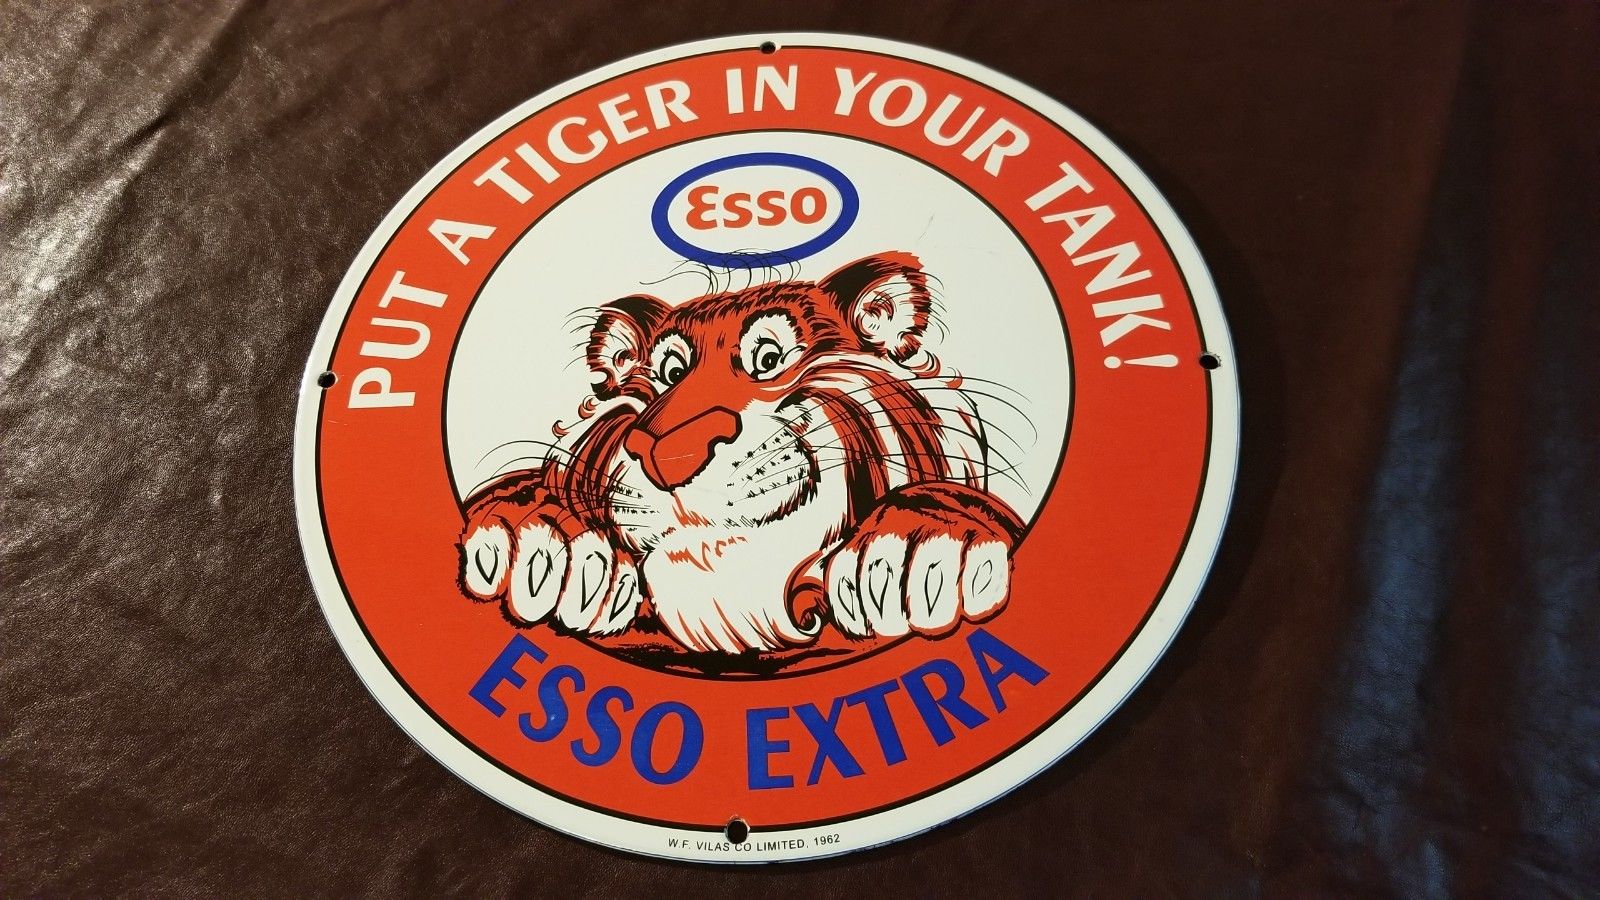 PUT A TIGER IN YOUR TANK!
Esso
ESSO EXTRA
W.F. VILAS CO LIMITED, 1962